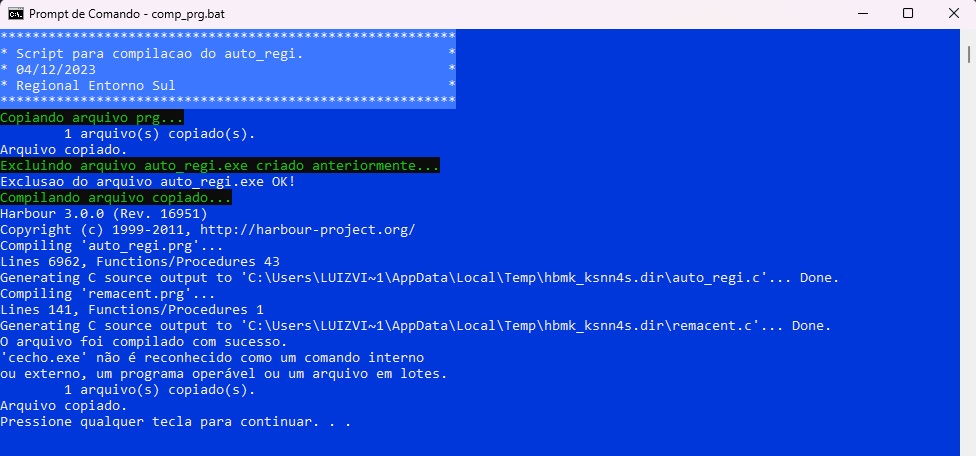 Prompt de Comando - comp_prg.bat
*********************************************************
* Script para compilacao do auto_regi.                  *
* 04/12/2023                                            *
* Regional Entorno Sul                                  *
*********************************************************
Copiando arquivo prg...
        1 arquivo(s) copiado(s).
Arquivo copiado.
Excluindo arquivo auto_regi.exe criado anteriormente...
Exclusao do arquivo auto_regi.exe OK!
Compilando arquivo copiado...
Harbour 3.0.0 (Rev. 16951)
Copyright (c) 1999-2011, http://harbour-project.org/
Compiling 'auto_regi.prg'...
Lines 6962, Functions/Procedures 43
Generating C source output to 'C:\Users\LUIZVI~1\AppData\Local\Temp\hbmk_ksnn4s.dir\auto_regi.c'... Done.
Compiling 'remacent.prg'...
Lines 141, Functions/Procedures 1
Generating C source output to 'C:\Users\LUIZVI~1\AppData\Local\Temp\hbmk_ksnn4s.dir\remacent.c'... Done.
O arquivo foi compilado com sucesso.
'cecho.exe' não é reconhecido como um comando interno
ou externo, um programa operável ou um arquivo em lotes.
        1 arquivo(s) copiado(s).
Arquivo copiado.
Pressione qualquer tecla para continuar. . .